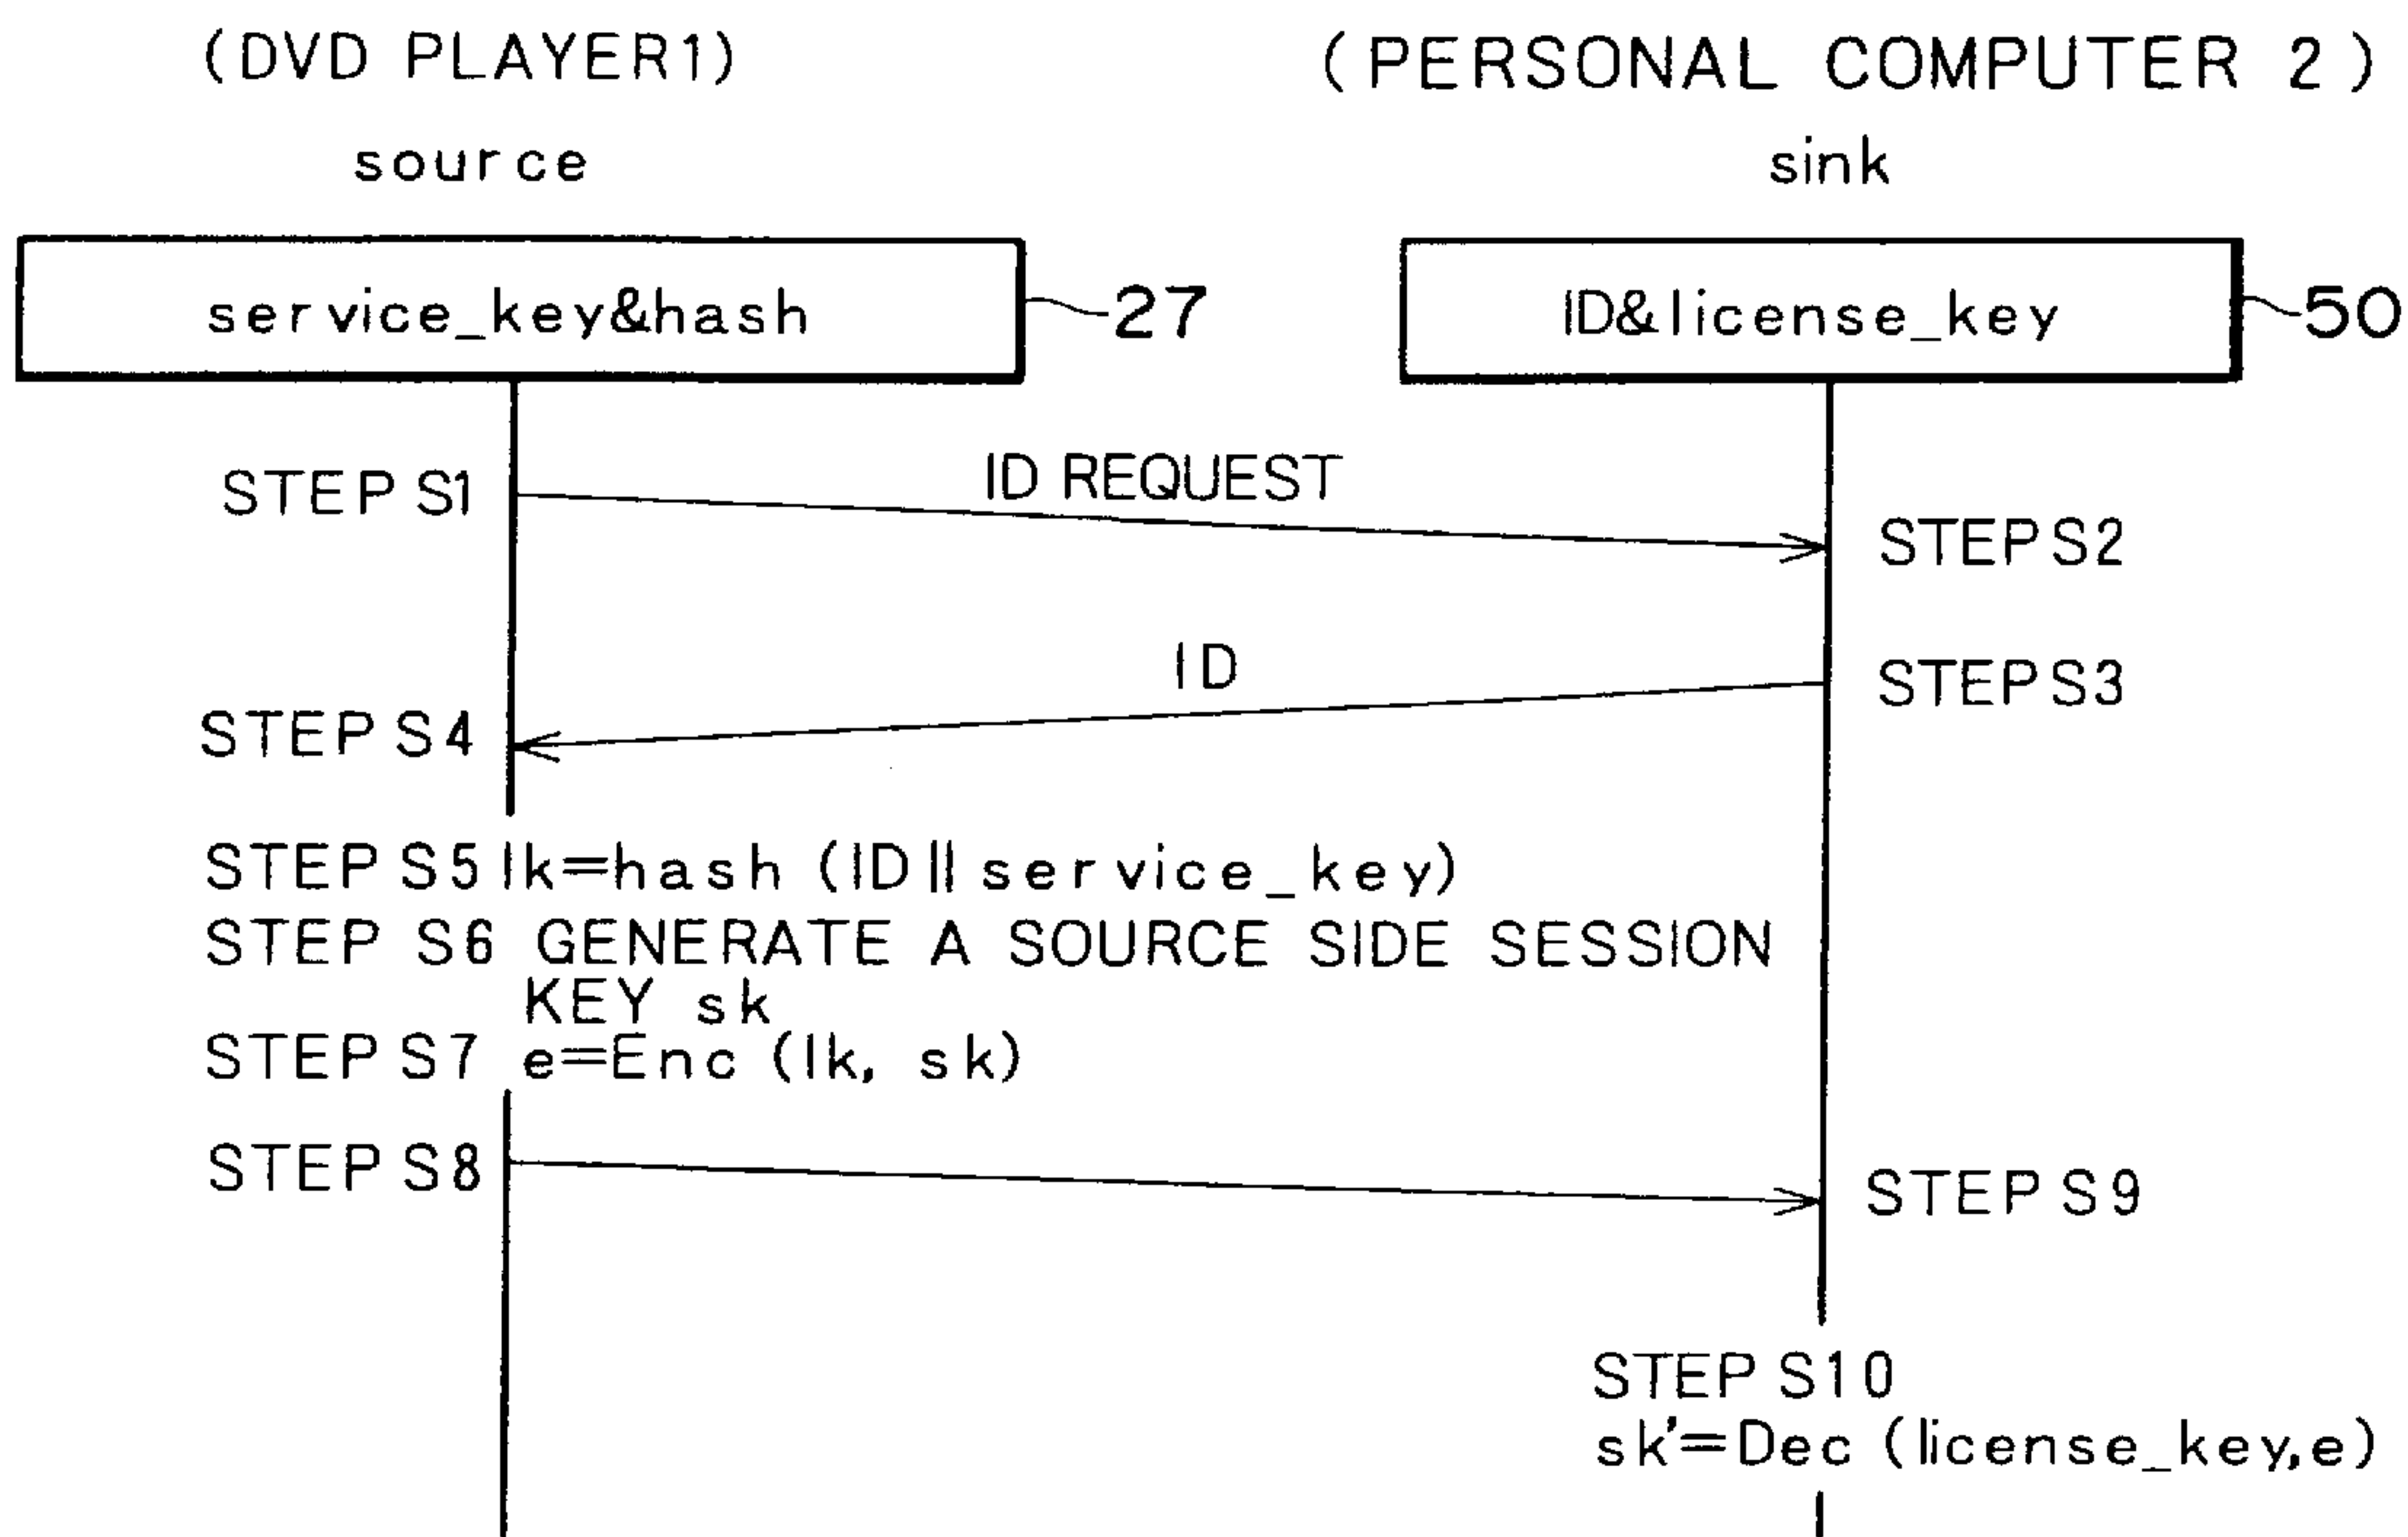 (DVD PLAYER1)
(PERSONAL COMPUTER 2)
source
sink
service_key&hash
27
ID&license_key
50
STEP S1
ID REQUEST
STEP S2
ID
STEP S3
STEP S4
STEP S5 lk=hash (ID || service_key)
STEP S6 GENERATE A SOURCE SIDE SESSION
KEY sk
STEP S7 e=Enc (lk, sk)
STEP S8
STEP S9
STEP S10
sk'=Dec (license_key,e)